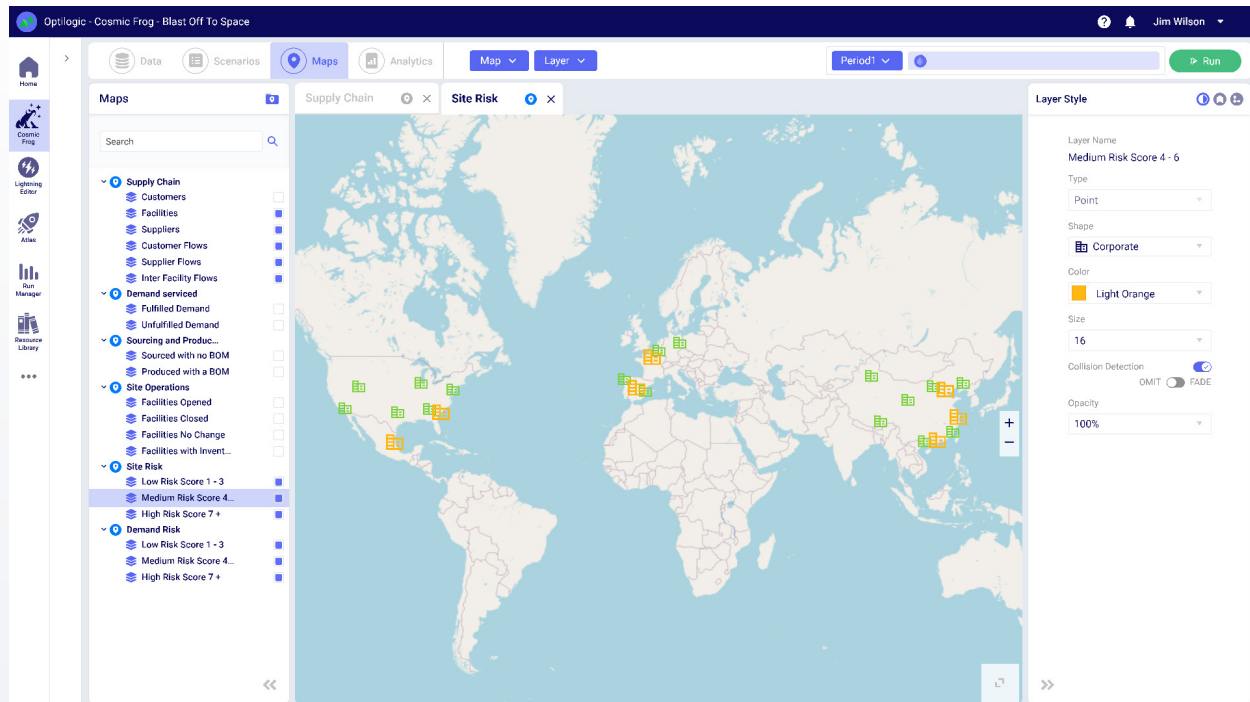 Optilogic - Cosmic Frog - Blast Off To Space
Jim Wilson
Home
Cosmic
Frog
Lightning
Editor
Atlas
Run
Manager
Resource
Library
Data
Scenarios
Maps
Analytics
Map
Layer
Period1
Run
Maps
Search
Supply Chain
Customers
Facilities
Suppliers
Customer Flows
Supplier Flows
Inter Facility Flows
Demand serviced
Fulfilled Demand
Unfulfilled Demand
Sourcing and Produc...
Sourced with no BOM
Produced with a BOM
Site Operations
Facilities Opened
Facilities Closed
Facilities No Change
Facilities with Invent...
Site Risk
Low Risk Score 1 - 3
Medium Risk Score 4...
High Risk Score 7 +
Demand Risk
Low Risk Score 1 - 3
Medium Risk Score 4...
High Risk Score 7 +
Supply Chain
Site Risk
Layer Style
Layer Name
Medium Risk Score 4 - 6
Type
Point
Shape
Corporate
Color
Light Orange
Size
16
Collision Detection
OMIT FADE
Opacity
100%